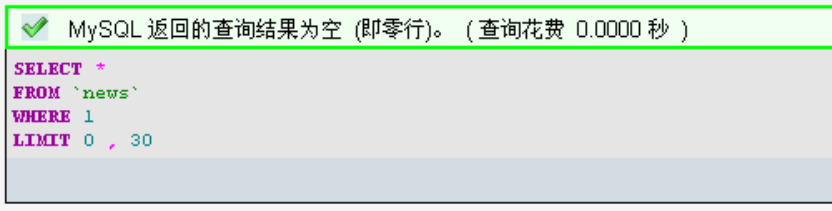 MySQL 返回的查询结果为空 (即零行)。 ( 查询花费 0.0000 秒 )
SELECT *
FROM `news`
WHERE 1
LIMIT 0 , 30